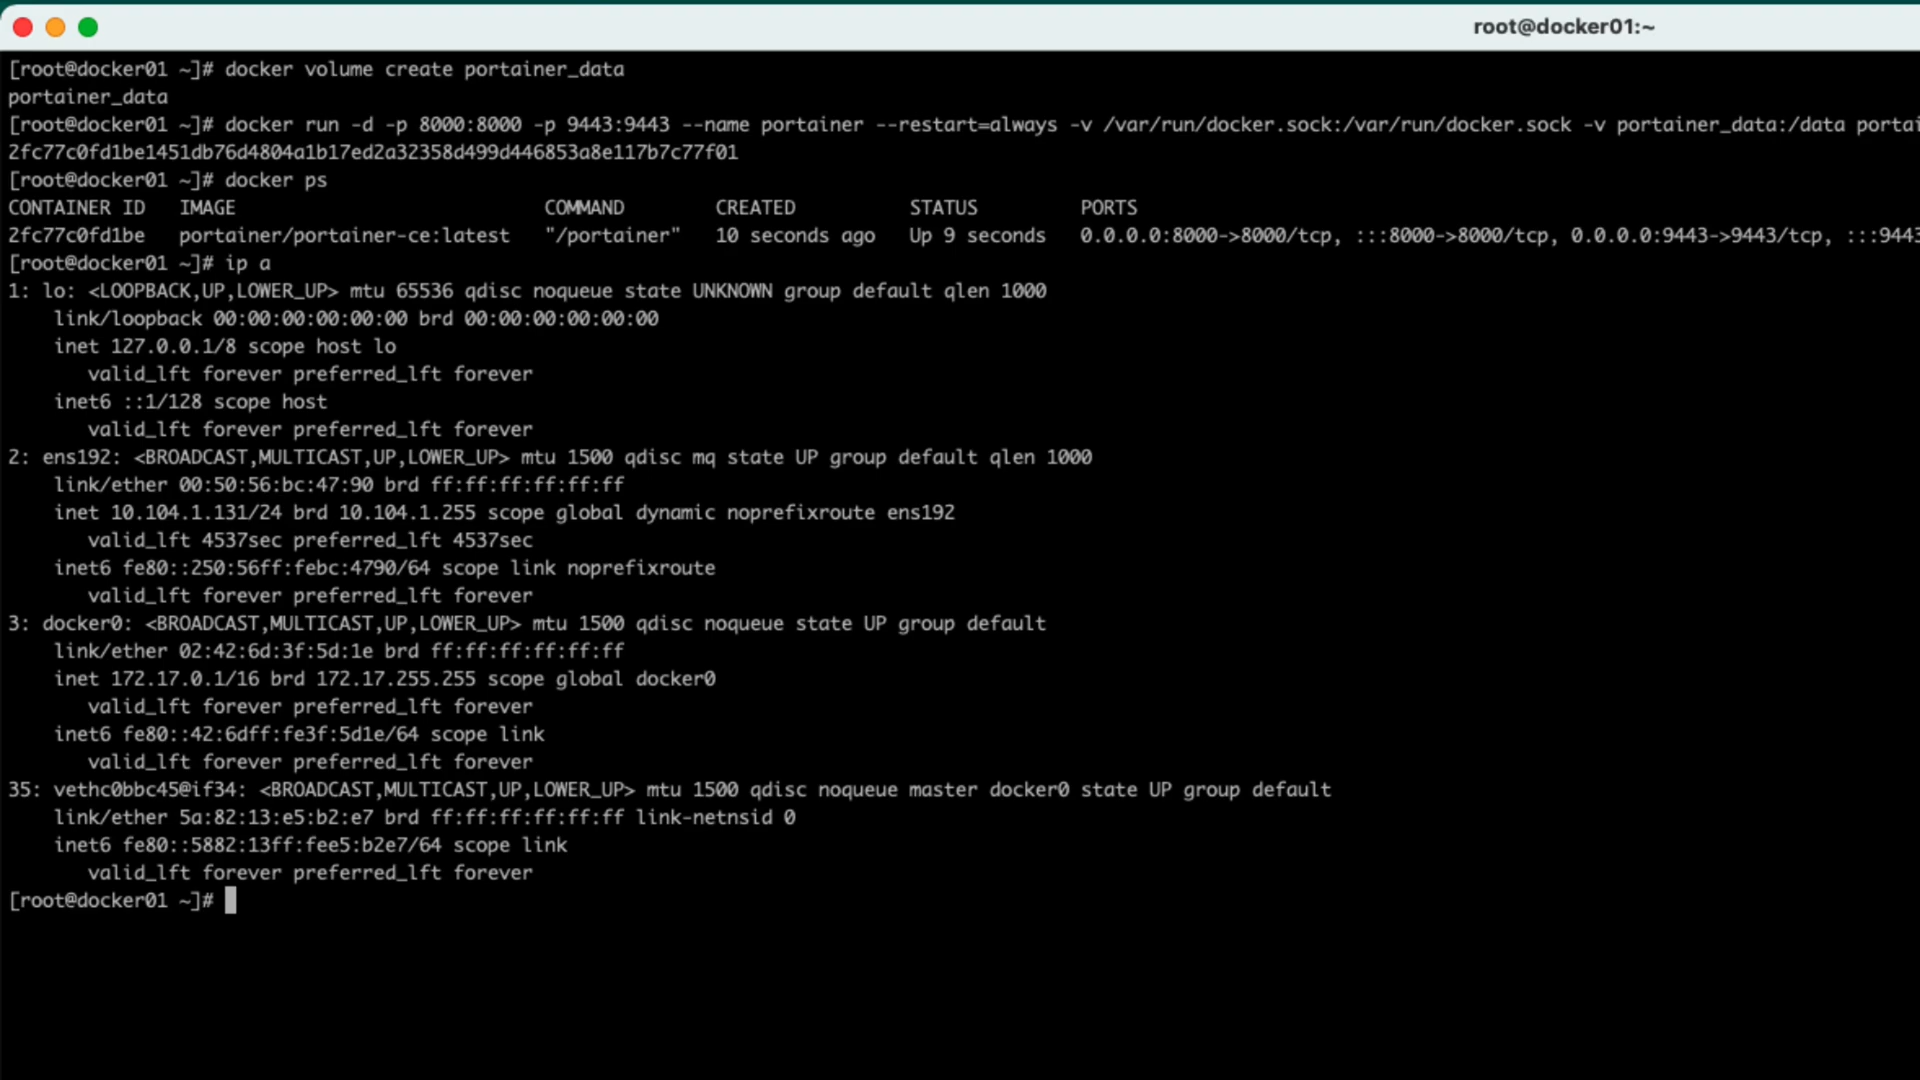 root@docker01:~
[root@docker01 ~]# docker volume create portainer_data
portainer_data
[root@docker01 ~]# docker run -d -p 8000:8000 -p 9443:9443 --name portainer --restart=always -v /var/run/docker.sock:/var/run/docker.sock -v portainer_data:/data portai
2fc77c0fd1be1451db76d4804a1b17ed2a32358d499d446853a8e117b7c77f01
[root@docker01 ~]# docker ps
CONTAINER ID   IMAGE                           COMMAND        CREATED          STATUS         PORTS
2fc77c0fd1be   portainer/portainer-ce:latest   "/portainer"   10 seconds ago   Up 9 seconds   0.0.0.0:8000->8000/tcp, :::8000->8000/tcp, 0.0.0.0:9443->9443/tcp, :::9443
[root@docker01 ~]# ip a
1: lo: <LOOPBACK,UP,LOWER_UP> mtu 65536 qdisc noqueue state UNKNOWN group default qlen 1000
    link/loopback 00:00:00:00:00:00 brd 00:00:00:00:00:00
    inet 127.0.0.1/8 scope host lo
       valid_lft forever preferred_lft forever
    inet6 ::1/128 scope host
       valid_lft forever preferred_lft forever
2: ens192: <BROADCAST,MULTICAST,UP,LOWER_UP> mtu 1500 qdisc mq state UP group default qlen 1000
    link/ether 00:50:56:bc:47:90 brd ff:ff:ff:ff:ff:ff
    inet 10.104.1.131/24 brd 10.104.1.255 scope global dynamic noprefixroute ens192
       valid_lft 4537sec preferred_lft 4537sec
    inet6 fe80::250:56ff:febc:4790/64 scope link noprefixroute
       valid_lft forever preferred_lft forever
3: docker0: <BROADCAST,MULTICAST,UP,LOWER_UP> mtu 1500 qdisc noqueue state UP group default
    link/ether 02:42:6d:3f:5d:1e brd ff:ff:ff:ff:ff:ff
    inet 172.17.0.1/16 brd 172.17.255.255 scope global docker0
       valid_lft forever preferred_lft forever
    inet6 fe80::42:6dff:fe3f:5d1e/64 scope link
       valid_lft forever preferred_lft forever
35: vethc0bbc45@if34: <BROADCAST,MULTICAST,UP,LOWER_UP> mtu 1500 qdisc noqueue master docker0 state UP group default
    link/ether 5a:82:13:e5:b2:e7 brd ff:ff:ff:ff:ff:ff link-netnsid 0
    inet6 fe80::5882:13ff:fee5:b2e7/64 scope link
       valid_lft forever preferred_lft forever
[root@docker01 ~]#